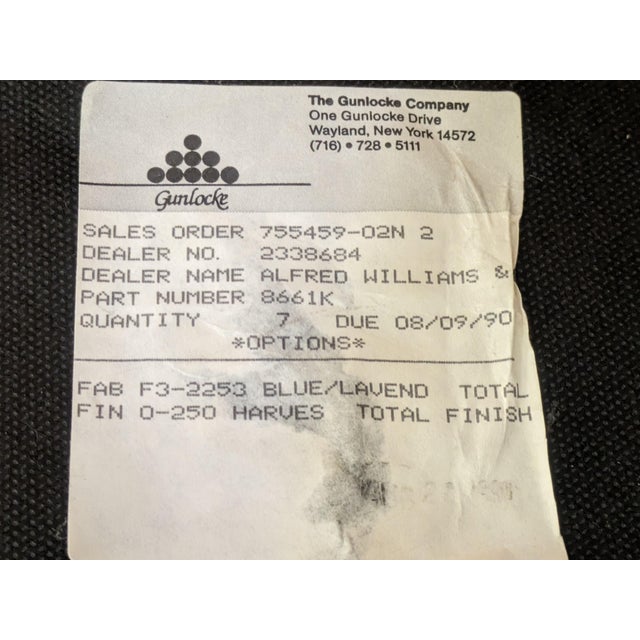 The Gunlocke Company
One Gunlocke Drive
Wayland, New York 14572
(716) • 728 • 5111
Gunlocke
SALES ORDER 755459-02N 2
DEALER NO. 2338684
DEALER NAME ALFRED WILLIAMS &
PART NUMBER 8661K
QUANTITY 7 DUE 08/09/90
*OPTIONS*
FAB F3-2253 BLUE/LAVEND TOTAL
FIN O-250 HARVES TOTAL FINISH